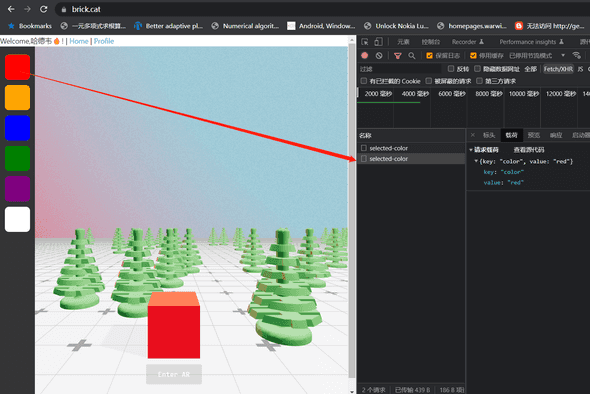 brick.cat
Bookmarks
一元多项式求根算...
Better adaptive pl...
Numerical algorit...
Android, Window...
Unlock Nokia Lu...
homepages.warwi...
无法访问 http://ge...
Welcome,哈德韦🔥! | Home | Profile
元素 控制台 Recorder Performance insights 源代
保留日志 停用缓存 已停用节流模式
过滤 反转 隐藏数据网址 全部 Fetch/XHR JS
有已拦截的 Cookie 被屏蔽的请求 第三方请求
2000 毫秒 4000 毫秒 6000 毫秒 8000 毫秒 10000 毫秒 12000 毫秒
名称
selected-color
selected-color
标头 载荷 预览 响应 启动器
请求载荷 查看源代码
{key: "color", value: "red"}
key: "color"
value: "red"
Enter AR
2 个请求 已传输 439 B 186 B 项